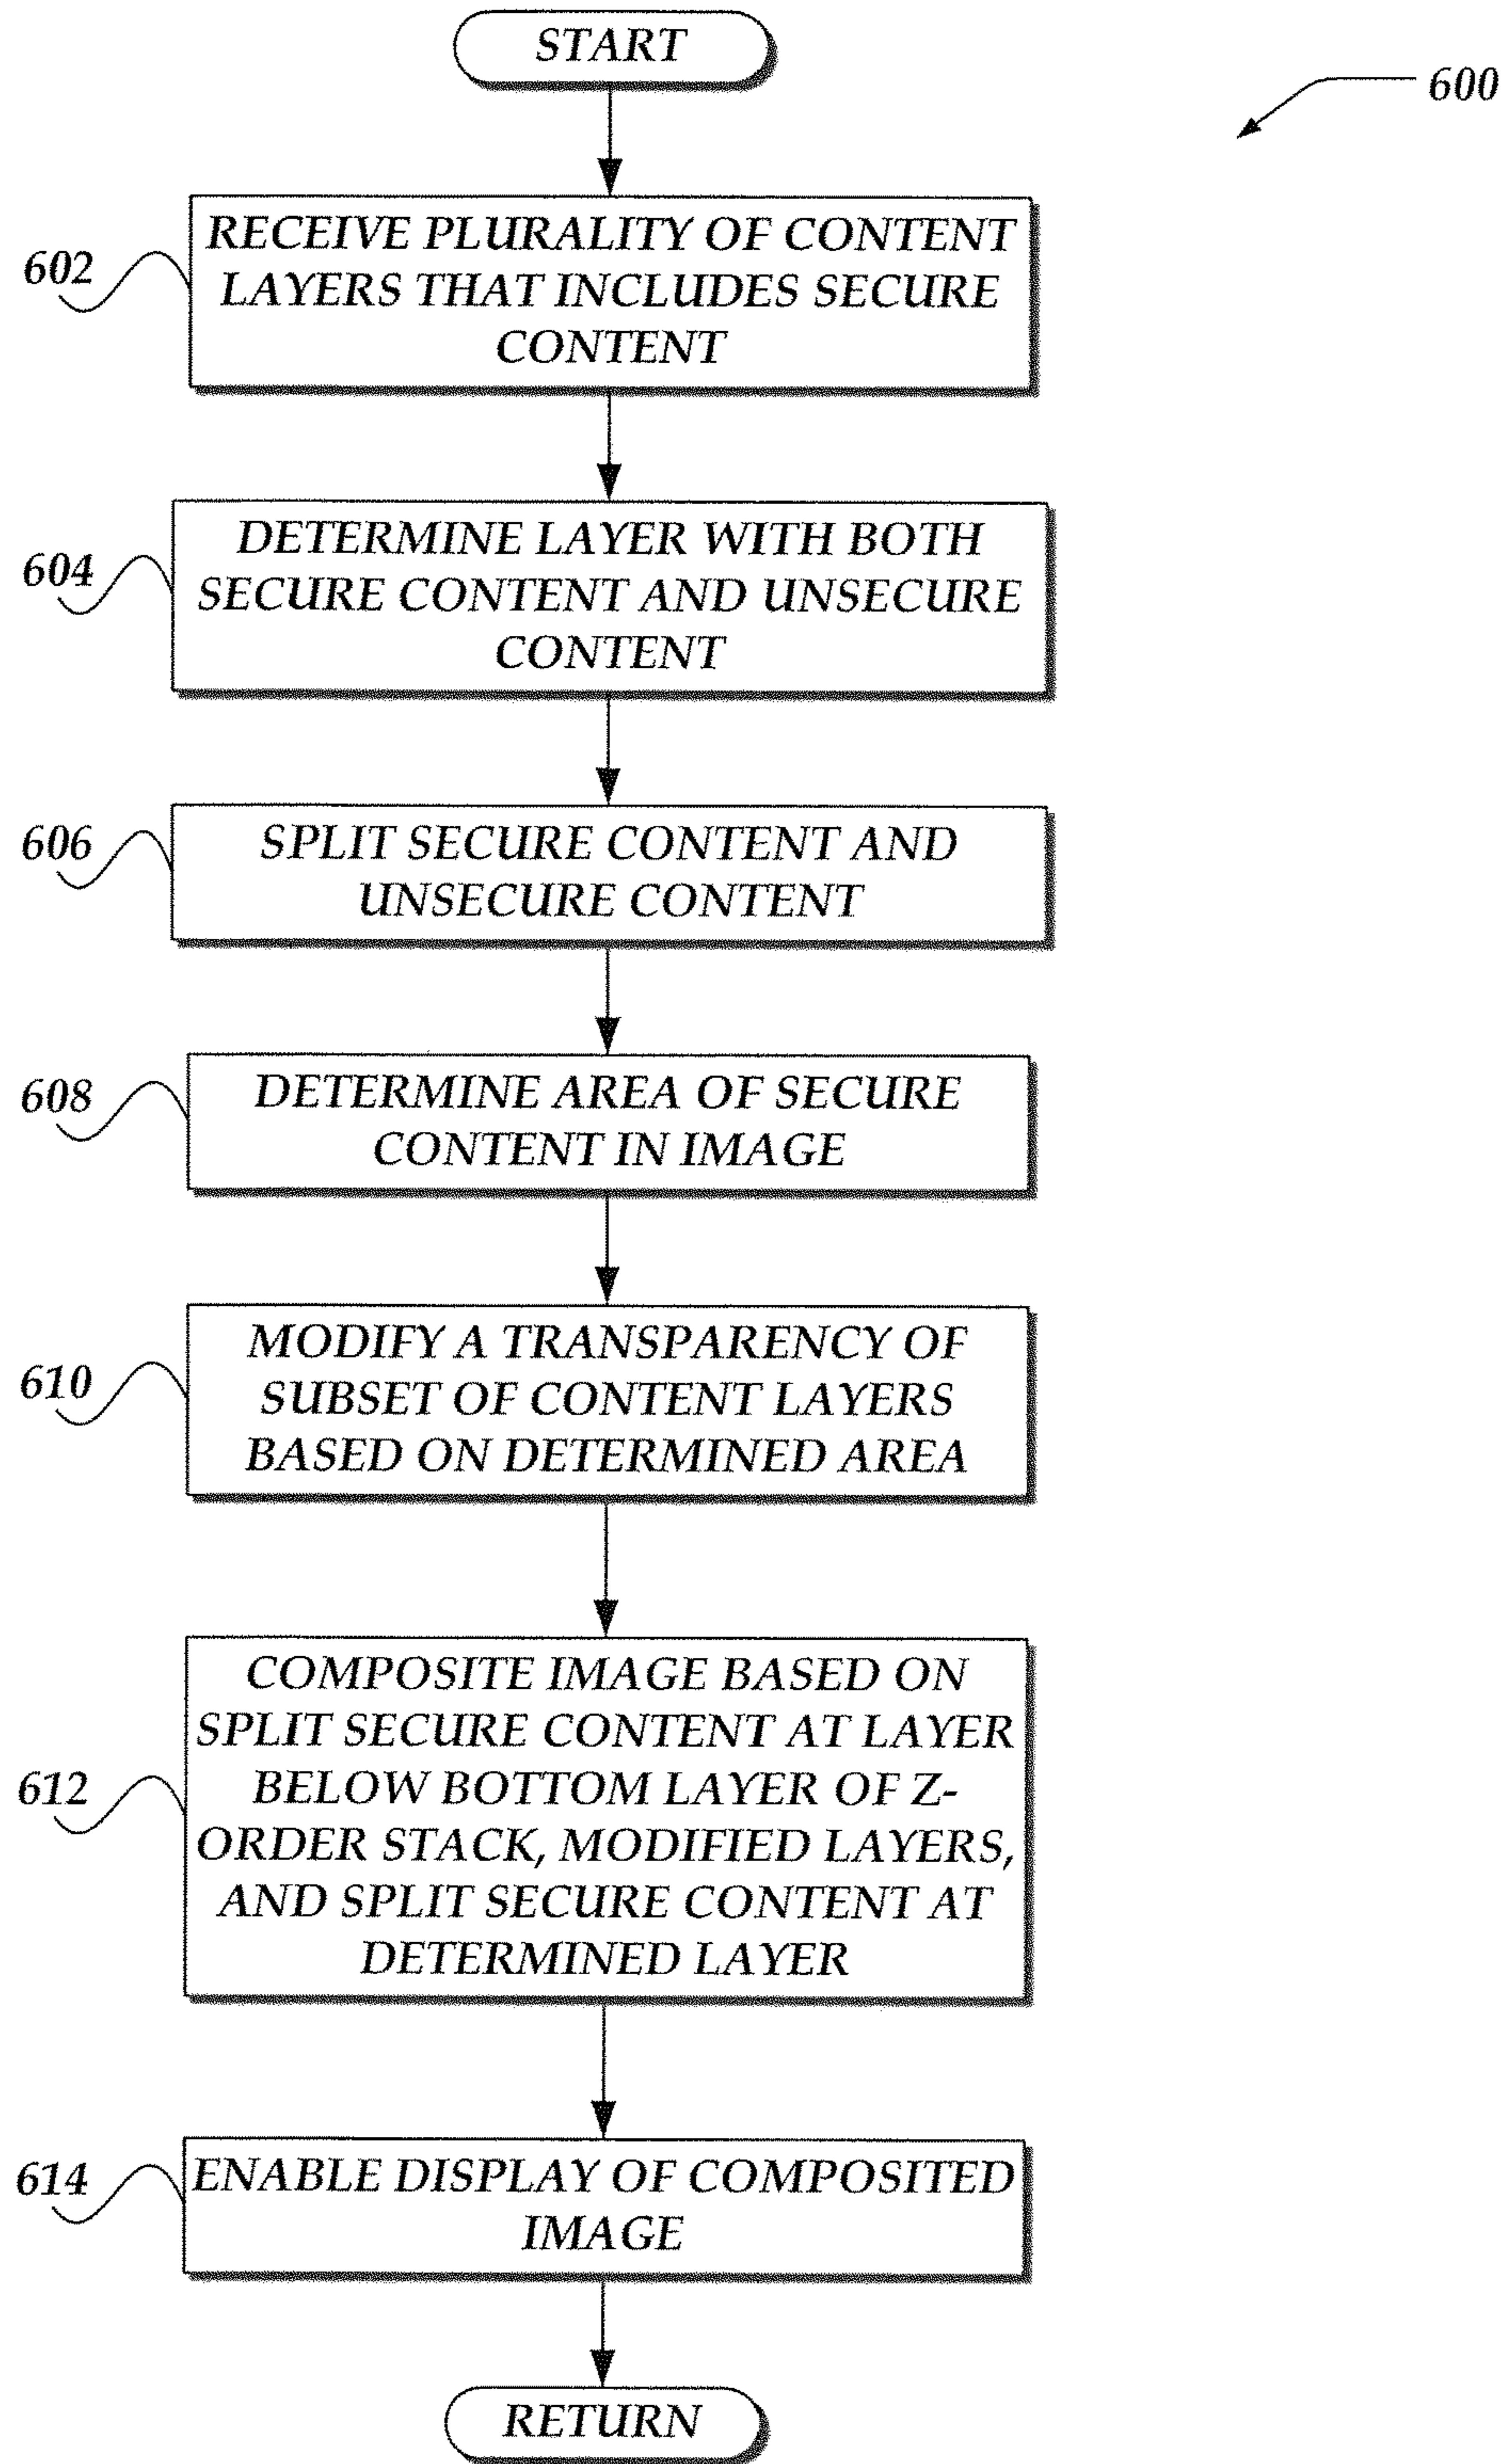 START
600
RECEIVE PLURALITY OF CONTENT
LAYERS THAT INCLUDES SECURE
CONTENT
602
DETERMINE LAYER WITH BOTH
SECURE CONTENT AND UNSECURE
CONTENT
604
SPLIT SECURE CONTENT AND
UNSECURE CONTENT
606
DETERMINE AREA OF SECURE
CONTENT IN IMAGE
608
MODIFY A TRANSPARENCY OF
SUBSET OF CONTENT LAYERS
BASED ON DETERMINED AREA
610
COMPOSITE IMAGE BASED ON
SPLIT SECURE CONTENT AT LAYER
BELOW BOTTOM LAYER OF Z-
ORDER STACK, MODIFIED LAYERS,
AND SPLIT SECURE CONTENT AT
DETERMINED LAYER
612
ENABLE DISPLAY OF COMPOSITED
IMAGE
614
RETURN